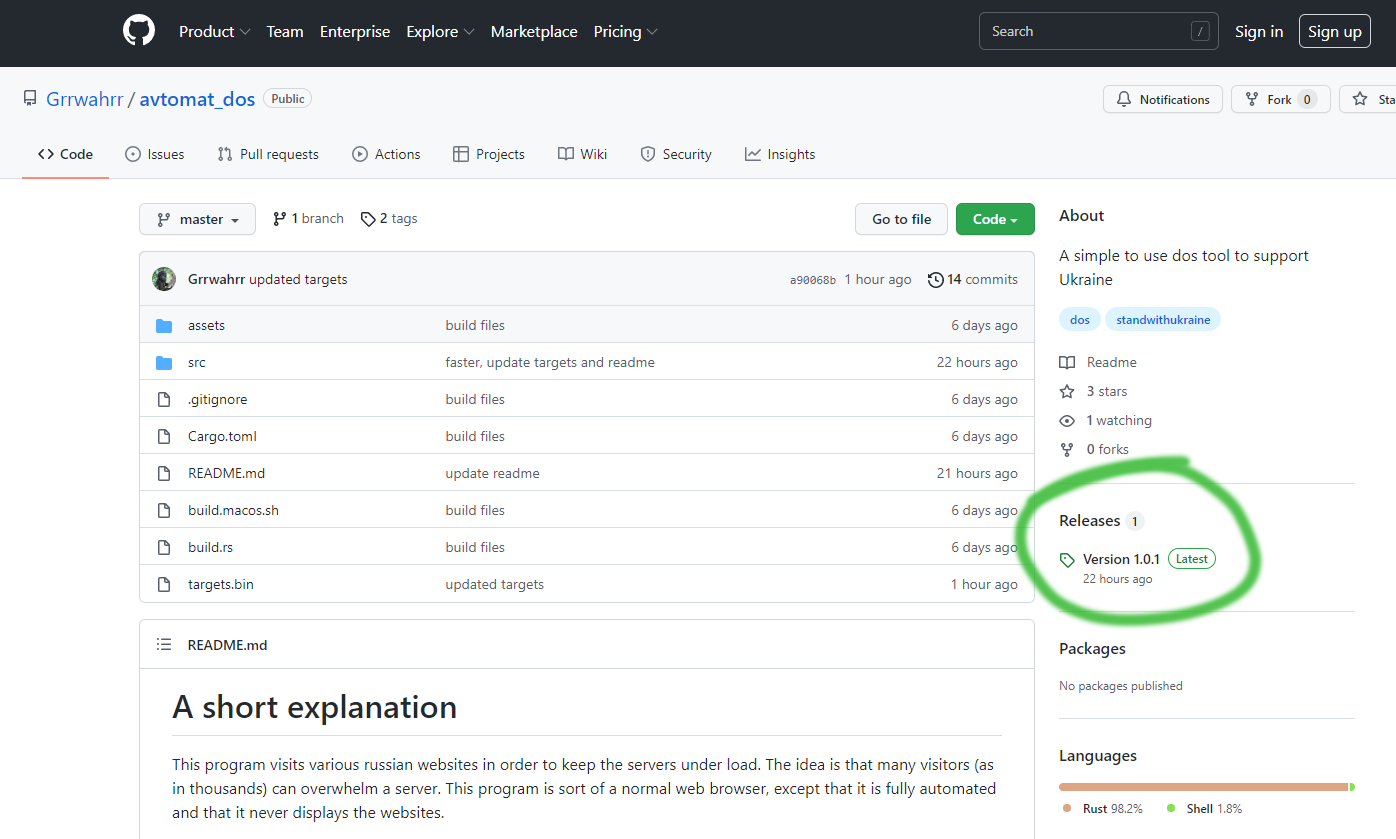 Product Team Enterprise Explore Marketplace Pricing Search / Sign in Sign up
Grrwahrr / avtomat_dos Public Notifications Fork 0 Sta
Code Issues Pull requests Actions Projects Wiki Security Insights
master 1 branch 2 tags Go to file Code
Grrwahrr updated targets a90068b 1 hour ago 14 commits
assets build files 6 days ago
src faster, update targets and readme 22 hours ago
.gitignore build files 6 days ago
Cargo.toml build files 6 days ago
README.md update readme 21 hours ago
build.macos.sh build files 6 days ago
build.rs build files 6 days ago
targets.bin updated targets 1 hour ago
README.md
A short explanation
This program visits various russian websites in order to keep the servers under load. The idea is that many visitors (as
in thousands) can overwhelm a server. This program is sort of a normal web browser, except that it is fully automated
and that it never displays the websites.
About
A simple to use dos tool to support
Ukraine
dos standwithukraine
Readme
3 stars
1 watching
0 forks
Releases 1
Version 1.0.1 Latest
22 hours ago
Packages
No packages published
Languages
Rust 98.2% Shell 1.8%